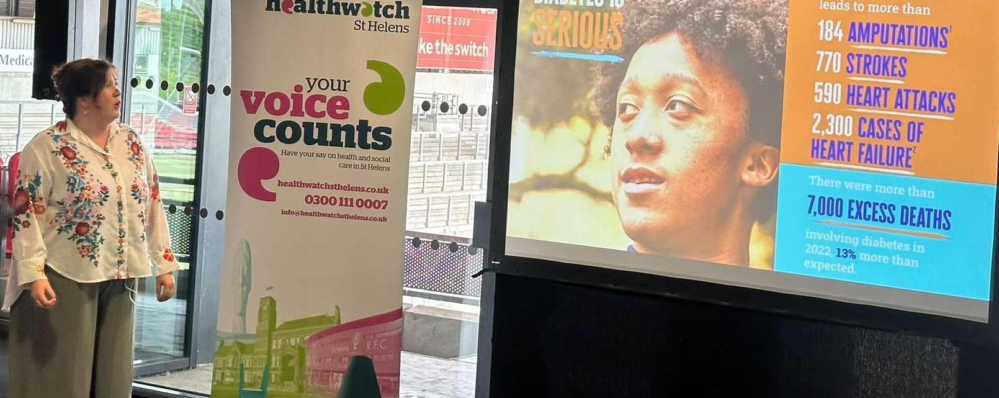 healthwatch
St Helens
your
voice
counts
Have your say on health and social
care in St Helens
healthwatchsthelens.co.uk
0300 111 0007
info@healthwatchsthelens.co.uk
St Helens R.F.C.
Medica
SINCE 2008
ke the switch
DIABETES IS
SERIOUS
leads to more than
184 AMPUTATIONS¹
770 STROKES
590 HEART ATTACKS
2,300 CASES OF
HEART FAILURE²
There were more than
7,000 EXCESS DEATHS
involving diabetes in
2022, 13% more than
expected.